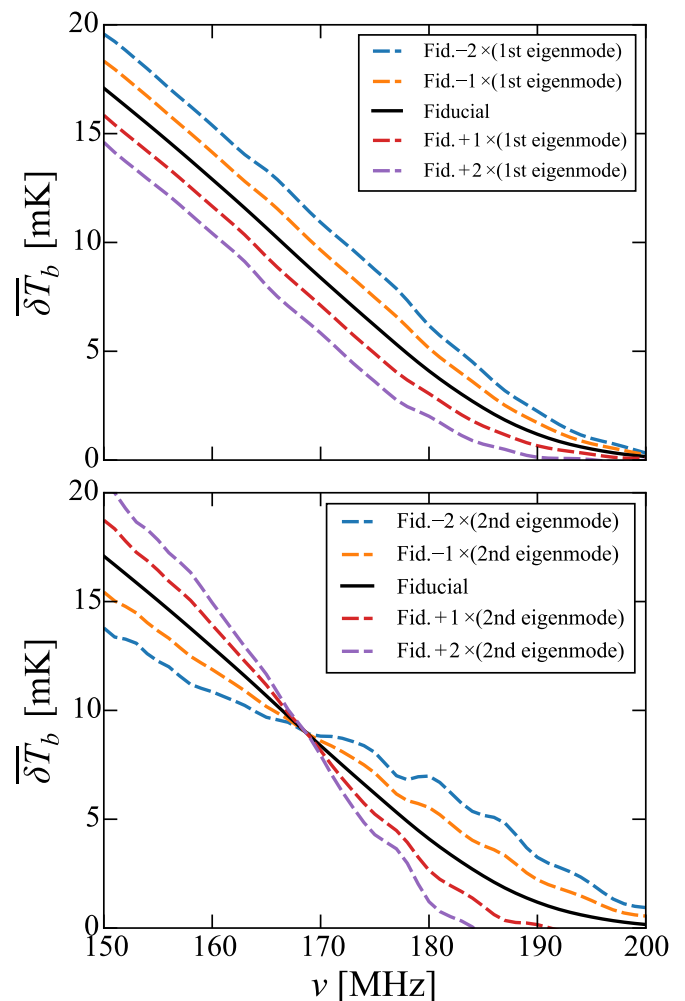 20
15
10
5
0
δT_b [mK]
Fid.−2×(1st eigenmode)
Fid.−1×(1st eigenmode)
Fiducial
Fid.+1×(1st eigenmode)
Fid.+2×(1st eigenmode)
20
15
10
5
0
δT_b [mK]
Fid.−2×(2nd eigenmode)
Fid.−1×(2nd eigenmode)
Fiducial
Fid.+1×(2nd eigenmode)
Fid.+2×(2nd eigenmode)
150 160 170 180 190 200
ν [MHz]